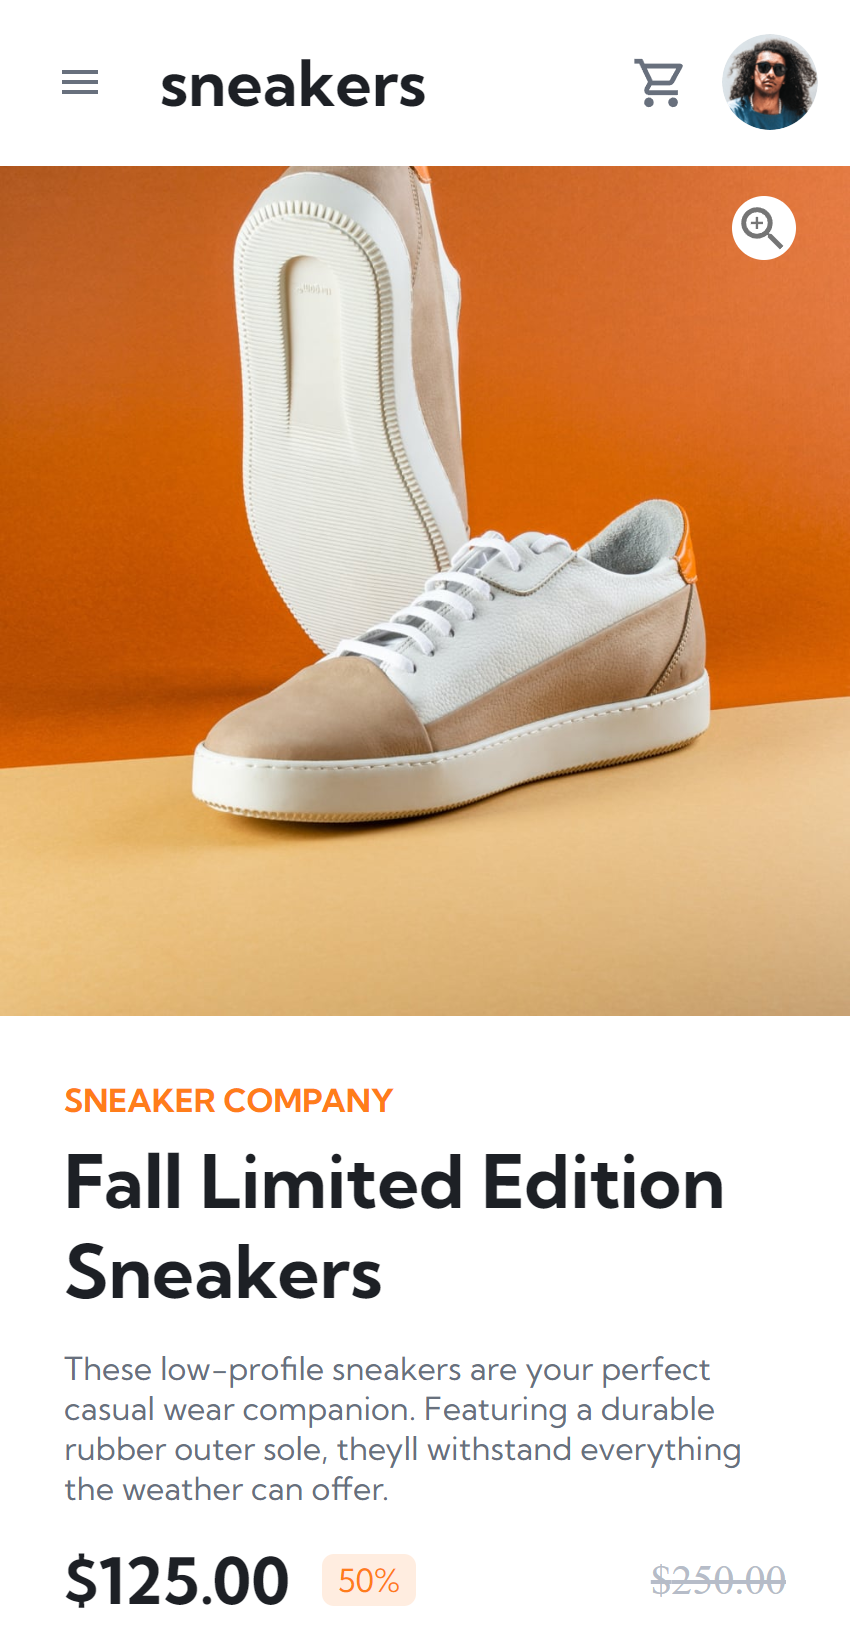 sneakers
SNEAKER COMPANY
Fall Limited Edition
Sneakers
These low-profile sneakers are your perfect
casual wear companion. Featuring a durable
rubber outer sole, theyll withstand everything
the weather can offer.
$125.00 50% $250.00